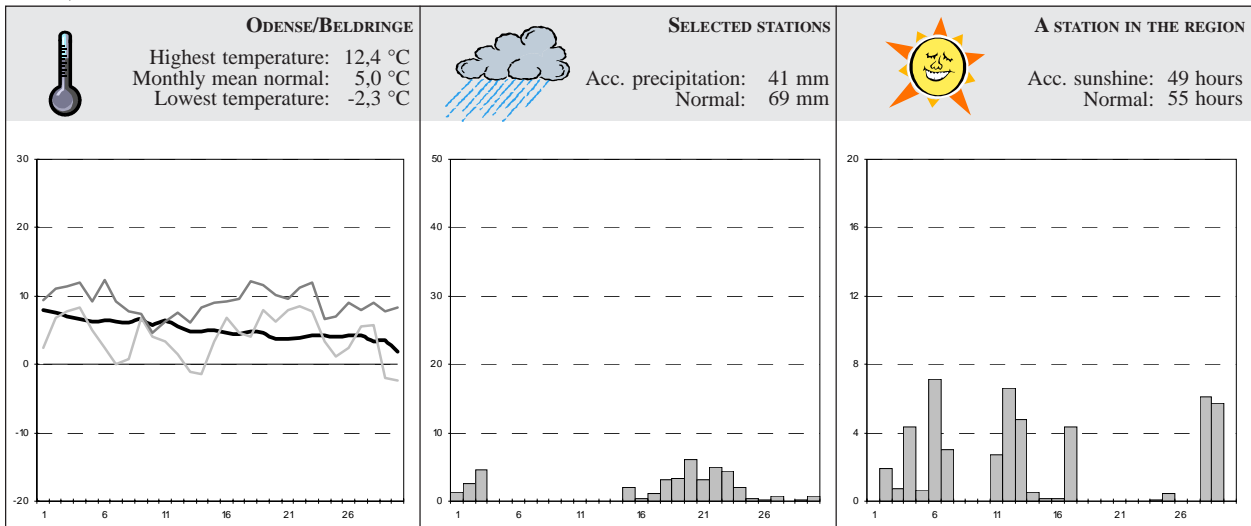 ODENSE/BELDRINGE
Highest temperature: 12,4 °C
Monthly mean normal: 5,0 °C
Lowest temperature: -2,3 °C
SELECTED STATIONS
Acc. precipitation: 41 mm
Normal: 69 mm
A STATION IN THE REGION
Acc. sunshine: 49 hours
Normal: 55 hours
30
20
10
0
-10
-20
1 6 11 16 21 26
50
40
30
20
10
0
1 6 11 16 21 26
20
16
12
8
4
0
1 6 11 16 21 26